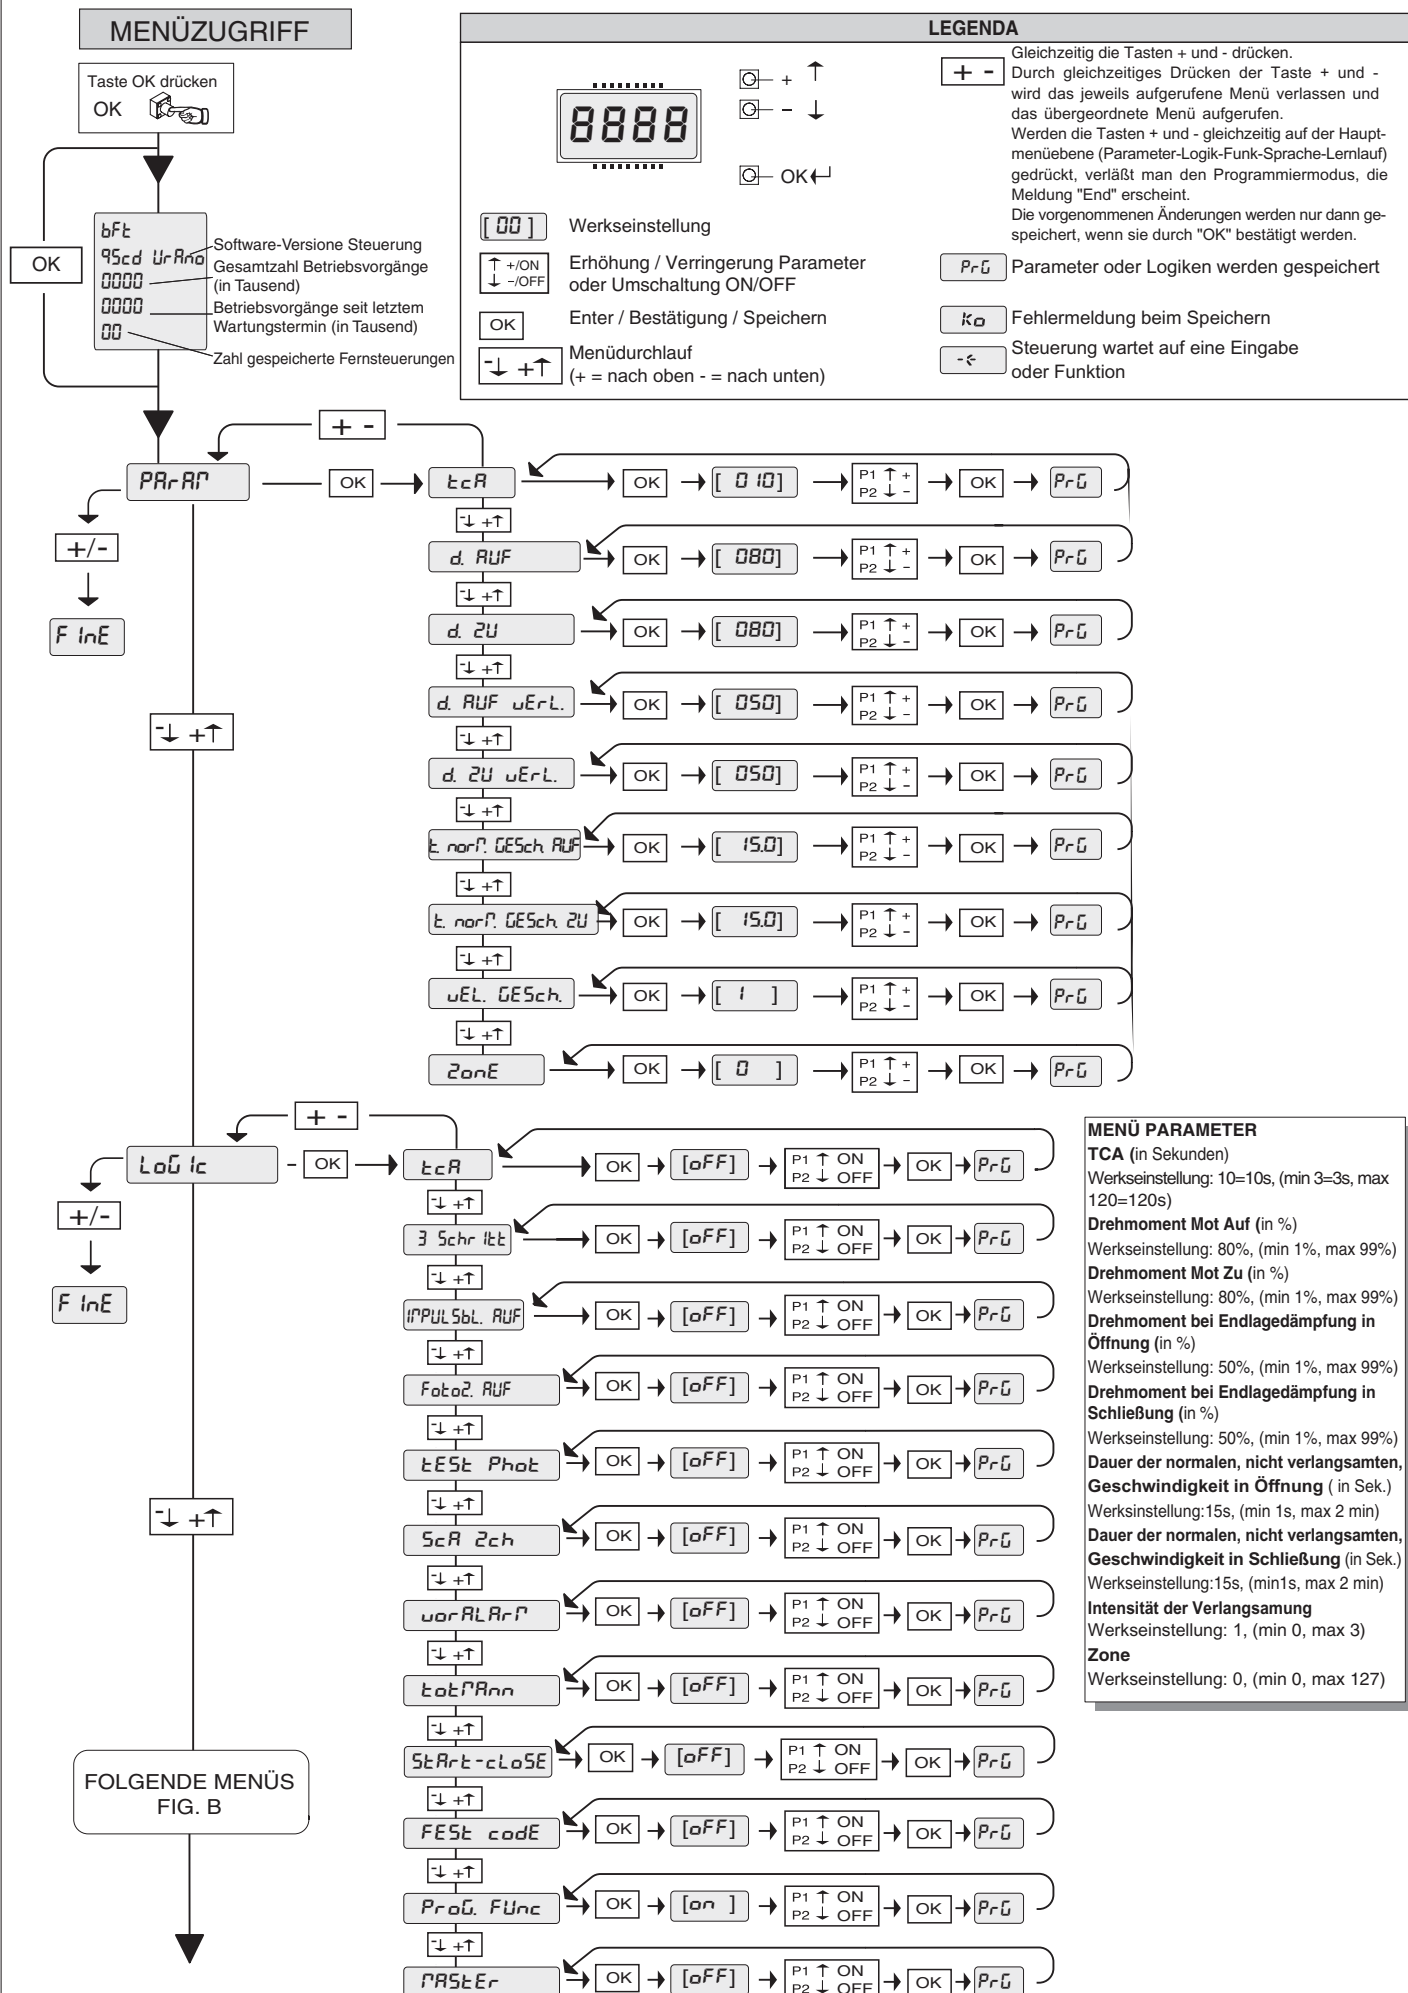 MENÜZUGRIFF
Taste OK drücken
OK
OK
bFt
qScd UrAno
0000
0000
00
Software-Versione Steuerung
Gesamtzahl Betriebsvorgänge
(in Tausend)
Betriebsvorgänge seit letztem
Wartungstermin (in Tausend)
Zahl gespeicherte Fernsteuerungen
LEGENDA
8888
+ ↑
- ↓
OK
[ 00 ] Werkseinstellung
↑ +/ON
↓ -/OFF
Erhöhung / Verringerung Parameter
oder Umschaltung ON/OFF
OK Enter / Bestätigung / Speichern
-↓ +↑ Menüdurchlauf
(+ = nach oben - = nach unten)
+ -
Gleichzeitig die Tasten + und - drücken.
Durch gleichzeitiges Drücken der Taste + und -
wird das jeweils aufgerufene Menü verlassen und
das übergeordnete Menü aufgerufen.
Werden die Tasten + und - gleichzeitig auf der Haupt-
menüebene (Parameter-Logik-Funk-Sprache-Lernlauf)
gedrückt, verläßt man den Programmiermodus, die
Meldung "End" erscheint.
Die vorgenommenen Änderungen werden nur dann ge-
speichert, wenn sie durch "OK" bestätigt werden.
PrG Parameter oder Logiken werden gespeichert
Ko Fehlermeldung beim Speichern
Steuerung wartet auf eine Eingabe
oder Funktion
+ -
PArAM OK tcA OK [ 010] P1 ↑ + P2 ↓ - OK PrG
-↓ +↑
+/-
FInE
d. AUF OK [ 080] P1 ↑ + P2 ↓ - OK PrG
-↓ +↑
d. ZU OK [ 080] P1 ↑ + P2 ↓ - OK PrG
-↓ +↑
d. AUF vErL. OK [ 050] P1 ↑ + P2 ↓ - OK PrG
-↓ +↑
-↓ +↑
d. ZU vErL. OK [ 050] P1 ↑ + P2 ↓ - OK PrG
-↓ +↑
t. norM. GESch. AUF OK [ 15.0] P1 ↑ + P2 ↓ - OK PrG
-↓ +↑
t. norM. GESch. ZU OK [ 15.0] P1 ↑ + P2 ↓ - OK PrG
-↓ +↑
vEL. GESch. OK [ 1 ] P1 ↑ + P2 ↓ - OK PrG
-↓ +↑
ZonE OK [ 0 ] P1 ↑ + P2 ↓ - OK PrG
+ -
LoGIc OK tcA OK [oFF] P1 ↑ ON P2 ↓ OFF OK PrG
-↓ +↑
+/-
FInE
3 SchrItt OK [oFF] P1 ↑ ON P2 ↓ OFF OK PrG
-↓ +↑
IMPULSbL. AUF OK [oFF] P1 ↑ ON P2 ↓ OFF OK PrG
-↓ +↑
FotoZ. AUF OK [oFF] P1 ↑ ON P2 ↓ OFF OK PrG
-↓ +↑
tESt Phot OK [oFF] P1 ↑ ON P2 ↓ OFF OK PrG
-↓ +↑
-↓ +↑
ScA 2ch OK [oFF] P1 ↑ ON P2 ↓ OFF OK PrG
-↓ +↑
vorALArM OK [oFF] P1 ↑ ON P2 ↓ OFF OK PrG
-↓ +↑
totMAnn OK [oFF] P1 ↑ ON P2 ↓ OFF OK PrG
-↓ +↑
StArt-cLoSE OK [oFF] P1 ↑ ON P2 ↓ OFF OK PrG
-↓ +↑
FESt codE OK [oFF] P1 ↑ ON P2 ↓ OFF OK PrG
-↓ +↑
ProG. FUnc OK [on ] P1 ↑ ON P2 ↓ OFF OK PrG
-↓ +↑
MAStEr OK [oFF] P1 ↑ ON P2 ↓ OFF OK PrG
FOLGENDE MENÜS
FIG. B
MENÜ PARAMETER
TCA (in Sekunden)
Werkseinstellung: 10=10s, (min 3=3s, max
120=120s)
Drehmoment Mot Auf (in %)
Werkseinstellung: 80%, (min 1%, max 99%)
Drehmoment Mot Zu (in %)
Werkseinstellung: 80%, (min 1%, max 99%)
Drehmoment bei Endlagedämpfung in
Öffnung (in %)
Werkseinstellung: 50%, (min 1%, max 99%)
Drehmoment bei Endlagedämpfung in
Schließung (in %)
Werkseinstellung: 50%, (min 1%, max 99%)
Dauer der normalen, nicht verlangsamten,
Geschwindigkeit in Öffnung ( in Sek.)
Werksinstellung:15s, (min 1s, max 2 min)
Dauer der normalen, nicht verlangsamten,
Geschwindigkeit in Schließung (in Sek.)
Werkseinstellung:15s, (min1s, max 2 min)
Intensität der Verlangsamung
Werkseinstellung: 1, (min 0, max 3)
Zone
Werkseinstellung: 0, (min 0, max 127)